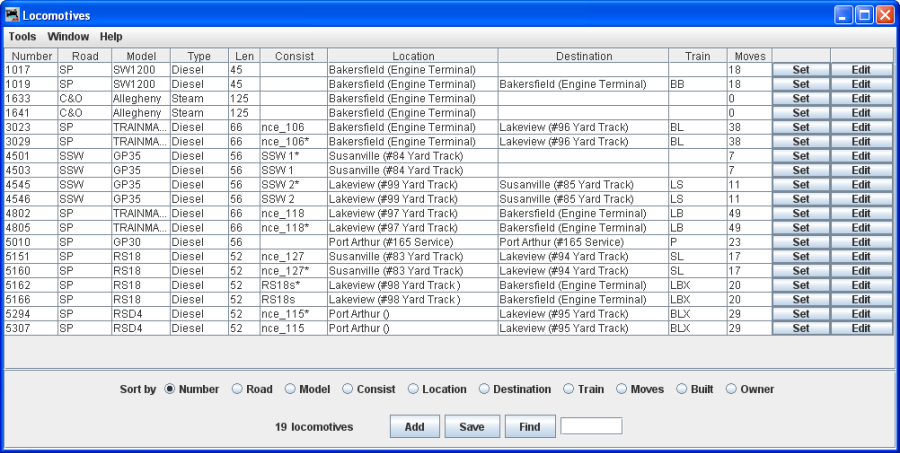 Locomotives
Tools Window Help
Number Road Model Type Len Consist Location Destination Train Moves
1017 SP SW1200 Diesel 45 Bakersfield (Engine Terminal) 18 Set Edit
1019 SP SW1200 Diesel 45 Bakersfield (Engine Terminal) Bakersfield (Engine Terminal) BB 18 Set Edit
1633 C&O Allegheny Steam 125 Bakersfield (Engine Terminal) 0 Set Edit
1641 C&O Allegheny Steam 125 Bakersfield (Engine Terminal) 0 Set Edit
3023 SP TRAINMA... Diesel 66 nce_106 Bakersfield (Engine Terminal) Lakeview (#96 Yard Track) BL 38 Set Edit
3029 SP TRAINMA... Diesel 66 nce_106* Bakersfield (Engine Terminal) Lakeview (#96 Yard Track) BL 38 Set Edit
4501 SSW GP35 Diesel 56 SSW 1* Susanville (#84 Yard Track) 7 Set Edit
4503 SSW GP35 Diesel 56 SSW 1 Susanville (#84 Yard Track) 7 Set Edit
4545 SSW GP35 Diesel 56 SSW 2* Lakeview (#99 Yard Track) Susanville (#85 Yard Track) LS 11 Set Edit
4546 SSW GP35 Diesel 56 SSW 2 Lakeview (#99 Yard Track) Susanville (#85 Yard Track) LS 11 Set Edit
4802 SP TRAINMA... Diesel 66 nce_118 Lakeview (#97 Yard Track) Bakersfield (Engine Terminal) LB 49 Set Edit
4805 SP TRAINMA... Diesel 66 nce_118* Lakeview (#97 Yard Track) Bakersfield (Engine Terminal) LB 49 Set Edit
5010 SP GP30 Diesel 56 Port Arthur (#165 Service) Port Arthur (#165 Service) P 23 Set Edit
5151 SP RS18 Diesel 52 nce_127 Susanville (#83 Yard Track) Lakeview (#94 Yard Track) SL 17 Set Edit
5160 SP RS18 Diesel 52 nce_127* Susanville (#83 Yard Track) Lakeview (#94 Yard Track) SL 17 Set Edit
5162 SP RS18 Diesel 52 RS18s* Lakeview (#98 Yard Track ) Bakersfield (Engine Terminal) LBX 20 Set Edit
5166 SP RS18 Diesel 52 RS18s Lakeview (#98 Yard Track ) Bakersfield (Engine Terminal) LBX 20 Set Edit
5294 SP RSD4 Diesel 52 nce_115* Port Arthur () Lakeview (#95 Yard Track) BLX 29 Set Edit
5307 SP RSD4 Diesel 52 nce_115 Port Arthur () Lakeview (#95 Yard Track) BLX 29 Set Edit
Sort by Number Road Model Consist Location Destination Train Moves Built Owner
19 locomotives Add Save Find